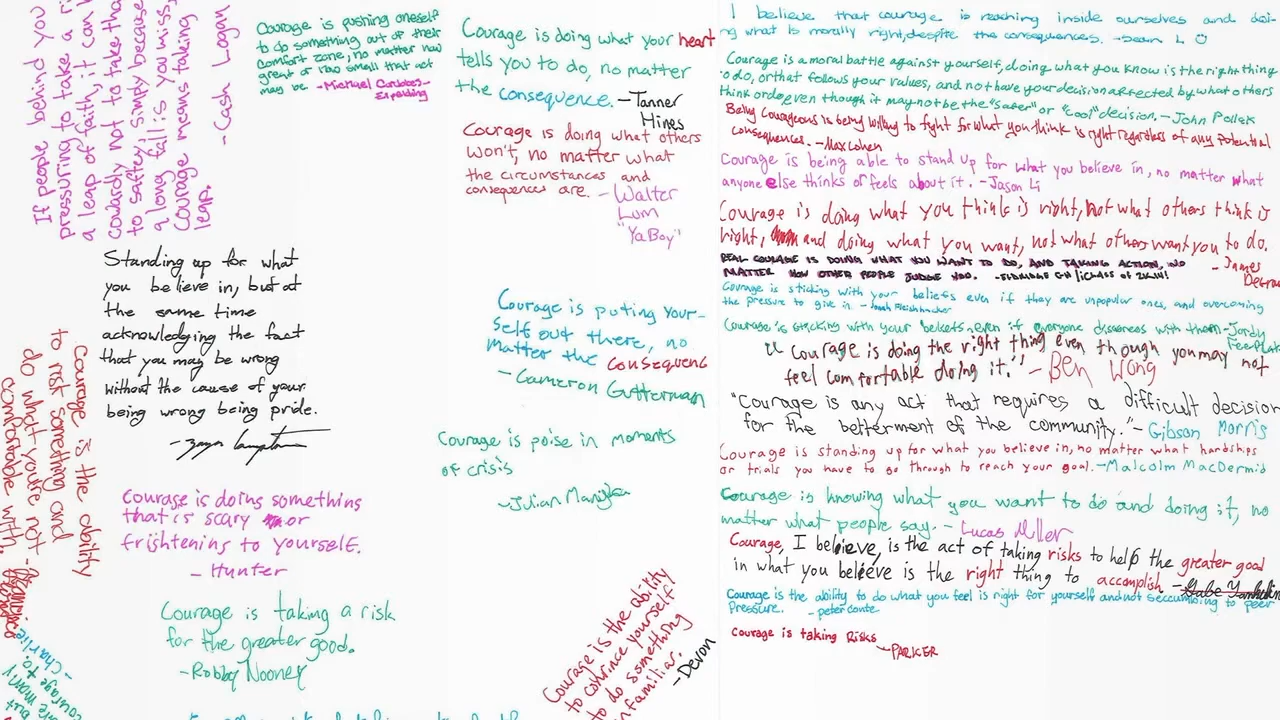 If people behind you
pressuring to take a ri
a leap of faith, it can b
cowardly not to take tha
to saftey, simply because
a long fall is you miss,
Courage means taking
leap.
-Cash Logan
Courage is pushing oneself
to do something out of their
comfort zone, no matter how
great or how small that act
may be. -Michael
Courage is doing what your heart
tells you to do, no matter
the consequence. -Tanner
Hines
Courage is doing what others
won't, no matter what
the circumstances and
consequences are. -Walter
Lum
"YaBoy"
Standing up for what
you believe in, but at
the same time
acknowledging the fact
that you may be wrong
without the cause of your
being wrong being pride.
Courage is puting your-
self out there, no
matter the consequenc
-Cameron Gutterman
Courage is poise in moments
of crisis
-Julian
Courage is the ability
to risk something and
do what you're not
comfortable with.
Courage is doing something
that is scary or
frightening to yourself.
-Hunter
Courage is taking a risk
for the greater good.
-Robby Nooney
-Charlie
courage to
many
but
Courage is the ability
to convince yourself
to do something
unfamiliar.
-Devon
I believe that courage is reaching inside ourselves and doi-
ng what is morally right, despite the consequences. -Sean L
Courage is a moral battle against yourself, doing what you know is the right thing
to do, or that follows your values, and not have your decision affected by what others
think or do even though it may not be the "safer" or "cool" decision. -John Pollek
Being Courageous is being willing to fight for what you think is right regardless of any potential
consequences. -Max Cohen
Courage is being able to stand up for what you believe in, no matter what
anyone else thinks or feels about it. -Jason Li
Courage is doing what you think is right, not what others think is
right, and doing what you want, not what others want you to do.
-James
REAL COURAGE IS DOING WHAT YOU WANT TO DO, AND TAKING ACTION, NO
MATTER HOW OTHER PEOPLE JUDGE YOU.
Courage is sticking with your beliefs even if they are unpopular ones, and overcoming
the pressure to give in. -Jonah
Courage is sticking with your beliefs, even if everyone disagrees with them -Jordy
"Courage is doing the right thing even though you may not
feel comfortable doing it." - Ben Wong
"Courage is any act that requires a difficult decision
for the betterment of the community." - Gibson Morris
Courage is standing up for what you believe in, no matter what hardships
or trials you have to go through to reach your goal. -Malcolm MacDermid
Courage is knowing what you want to do and doing it, no
matter what people say. - Lucas Miller
Courage, I believe, is the act of taking risks to help the greater good
in what you believe is the right thing to accomplish -Gabe
Courage is the ability to do what you feel is right for yourself and not seccumbing to peer
pressure. -peter conte
Courage is taking Risks
-PARKER